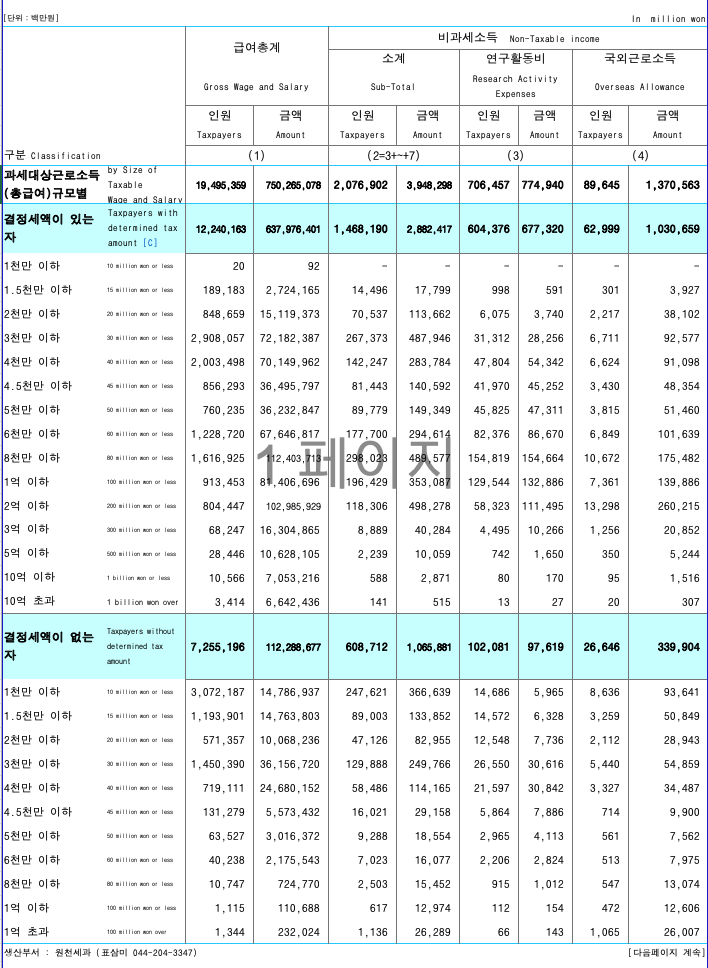 [단위 : 백만원] In million won
급여총계 비과세소득 Non-Taxable income
소계 연구활동비 국외근로소득
Gross Wage and Salary Sub-Total Research Activity Expenses Overseas Allowance
인원 금액 인원 금액 인원 금액 인원 금액
Taxpayers Amount Taxpayers Amount Taxpayers Amount Taxpayers Amount
구분 Classification (1) (2=3+~+7) (3) (4)
과세대상근로소득 (총급여)규모별 by Size of Taxable Wage and Salary 19,495,359 750,265,078 2,076,902 3,948,298 706,457 774,940 89,645 1,370,563
결정세액이 있는 자 Taxpayers with determined tax amount [C] 12,240,163 637,976,401 1,468,190 2,882,417 604,376 677,320 62,999 1,030,659
1천만 이하 10 million won or less 20 92 - - - - - -
1.5천만 이하 15 million won or less 189,183 2,724,165 14,496 17,799 998 591 301 3,927
2천만 이하 20 million won or less 848,659 15,119,373 70,537 113,662 6,075 3,740 2,217 38,102
3천만 이하 30 million won or less 2,908,057 72,182,387 267,373 487,946 31,312 28,256 6,711 92,577
4천만 이하 40 million won or less 2,003,498 70,149,962 142,247 283,784 47,804 54,342 6,624 91,098
4.5천만 이하 45 million won or less 856,293 36,495,797 81,443 140,592 41,970 45,252 3,430 48,354
5천만 이하 50 million won or less 760,235 36,232,847 89,779 149,349 45,825 47,311 3,815 51,460
6천만 이하 60 million won or less 1,228,720 67,646,817 177,700 294,614 82,376 86,670 6,849 101,639
8천만 이하 80 million won or less 1,616,925 112,403,713 298,023 489,577 154,819 154,664 10,672 175,482
1 페이지
1억 이하 100 million won or less 913,453 81,406,696 196,429 353,087 129,544 132,886 7,361 139,886
2억 이하 200 million won or less 804,447 102,985,929 118,306 498,278 58,323 111,495 13,298 260,215
3억 이하 300 million won or less 68,247 16,304,865 8,889 40,284 4,495 10,266 1,256 20,852
5억 이하 500 million won or less 28,446 10,628,105 2,239 10,059 742 1,650 350 5,244
10억 이하 1 billion won or less 10,566 7,053,216 588 2,871 80 170 95 1,516
10억 초과 1 billion won over 3,414 6,642,436 141 515 13 27 20 307
결정세액이 없는 자 Taxpayers without determined tax amount 7,255,196 112,288,677 608,712 1,065,881 102,081 97,619 26,646 339,904
1천만 이하 10 million won or less 3,072,187 14,786,937 247,621 366,639 14,686 5,965 8,636 93,641
1.5천만 이하 15 million won or less 1,193,901 14,763,803 89,003 133,852 14,572 6,328 3,259 50,849
2천만 이하 20 million won or less 571,357 10,068,236 47,126 82,955 12,548 7,736 2,112 28,943
3천만 이하 30 million won or less 1,450,390 36,156,720 129,888 249,766 26,550 30,616 5,440 54,859
4천만 이하 40 million won or less 719,111 24,680,152 58,486 114,165 21,597 30,842 3,327 34,487
4.5천만 이하 45 million won or less 131,279 5,573,432 16,021 29,158 5,864 7,886 714 9,900
5천만 이하 50 million won or less 63,527 3,016,372 9,288 18,554 2,965 4,113 561 7,562
6천만 이하 60 million won or less 40,238 2,175,543 7,023 16,077 2,206 2,824 513 7,975
8천만 이하 80 million won or less 10,747 724,770 2,503 15,452 915 1,012 547 13,074
1억 이하 100 million won or less 1,115 110,688 617 12,974 112 154 472 12,606
1억 초과 100 million won over 1,344 232,024 1,136 26,289 66 143 1,065 26,007
생산부서 : 원천세과 (표삼미 044-204-3347) [다음페이지 계속]